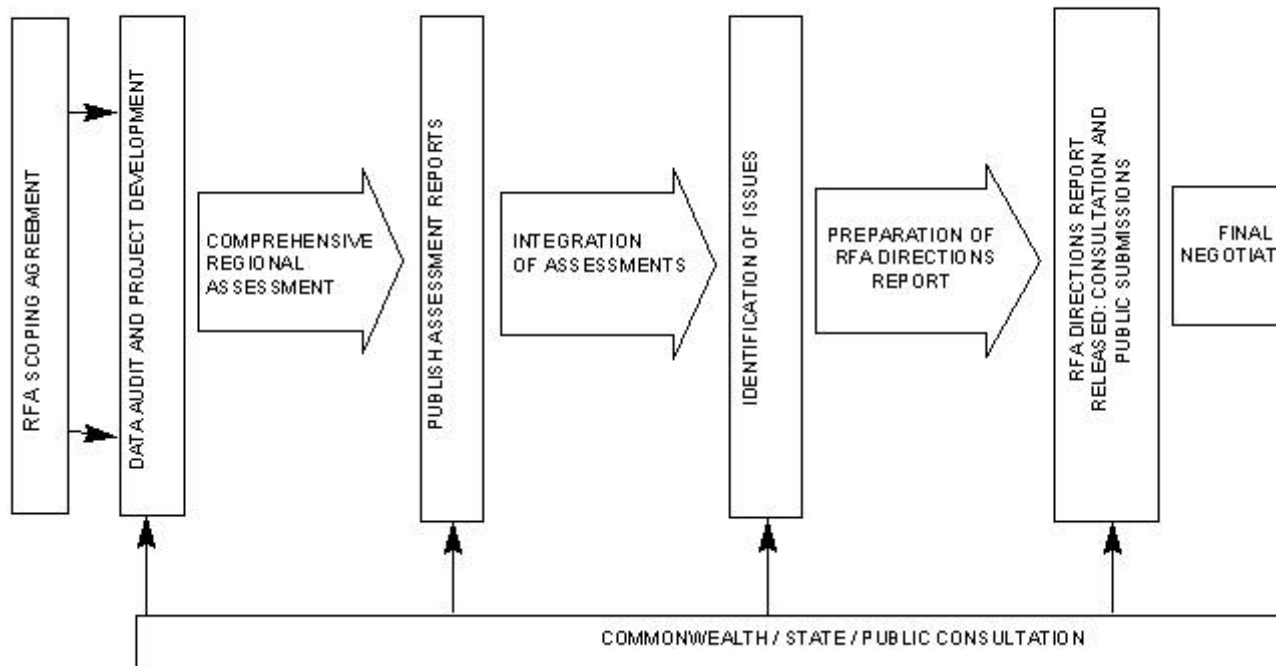 RFA SCOPING AGREEMENT
DATA AUDIT AND PROJECT DEVELOPMENT
COMPREHENSIVE
REGIONAL
ASSESSMENT
PUBLISH ASSESSMENT REPORTS
INTEGRATION
OF ASSESSMENTS
IDENTIFICATION OF ISSUES
PREPARATION OF
RFA DIRECTIONS
REPORT
RFA DIRECTIONS REPORT
RELEASED: CONSULTATION AND
PUBLIC SUBMISSIONS
FINAL
NEGOTIAT
COMMONWEALTH / STATE / PUBLIC CONSULTATION